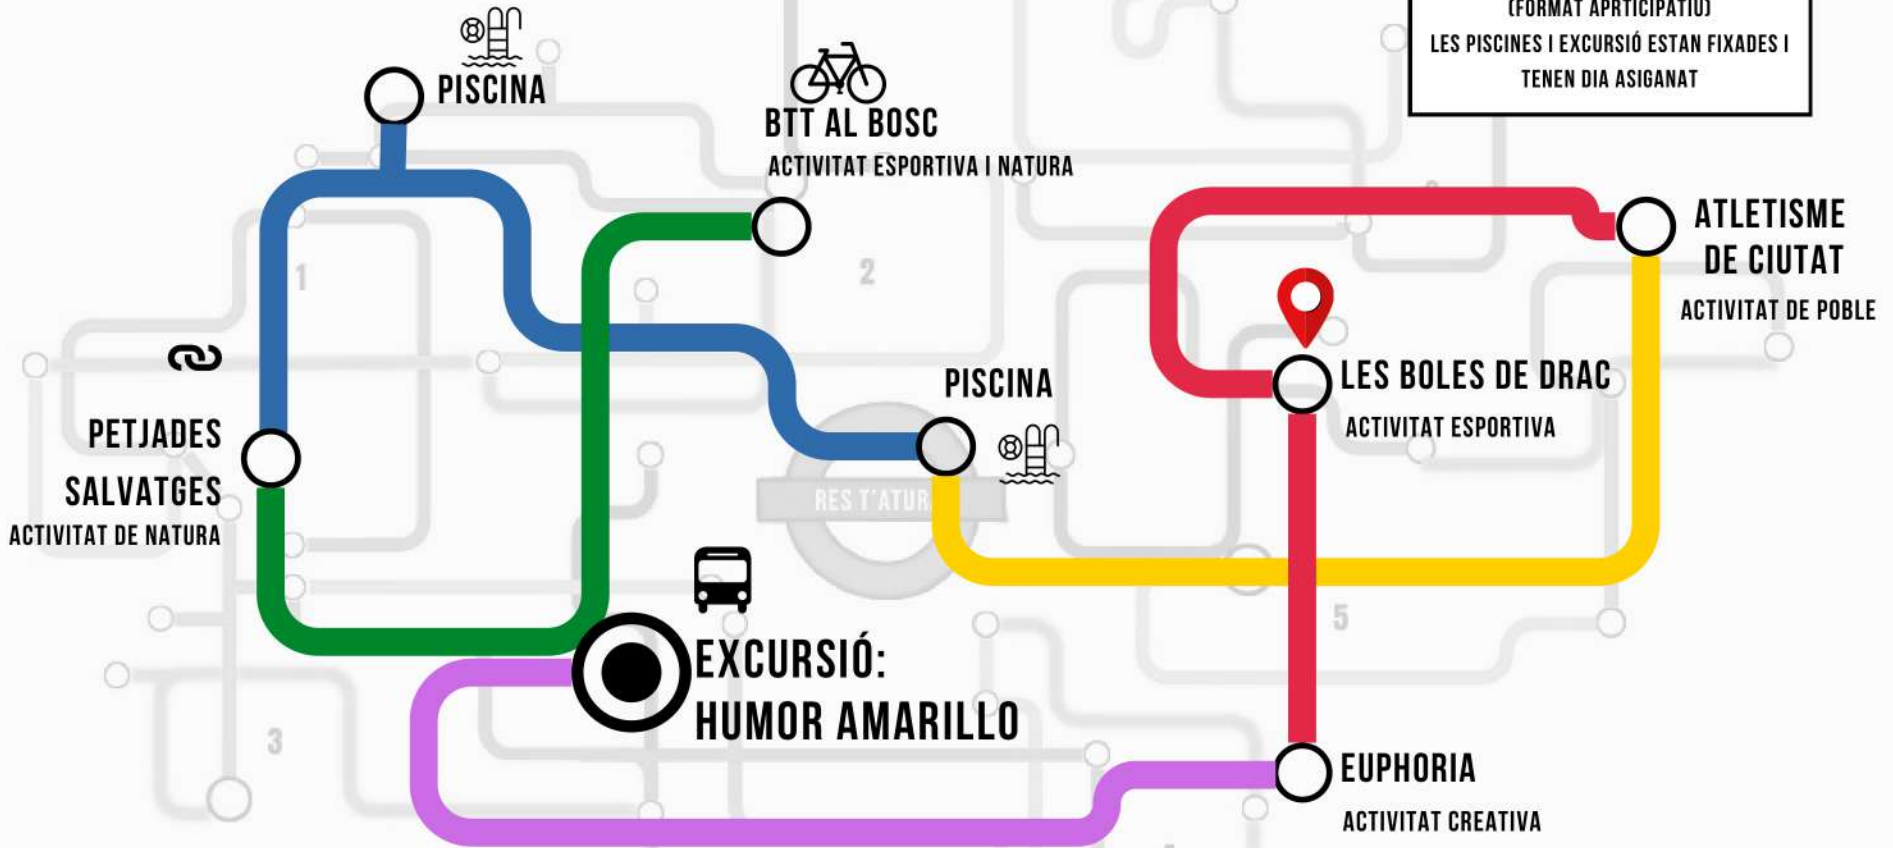 (FORMAT APRTICIPATIU)
LES PISCINES I EXCURSIÓ ESTAN FIXADES I
TENEN DIA ASIGANAT
PISCINA
BTT AL BOSC
ACTIVITAT ESPORTIVA I NATURA
ATLETISME
DE CIUTAT
ACTIVITAT DE POBLE
1
2
PISCINA
LES BOLES DE DRAC
ACTIVITAT ESPORTIVA
PETJADES
SALVATGES
ACTIVITAT DE NATURA
RES T'ATUR
5
EXCURSIÓ:
HUMOR AMARILLO
3
EUPHORIA
ACTIVITAT CREATIVA